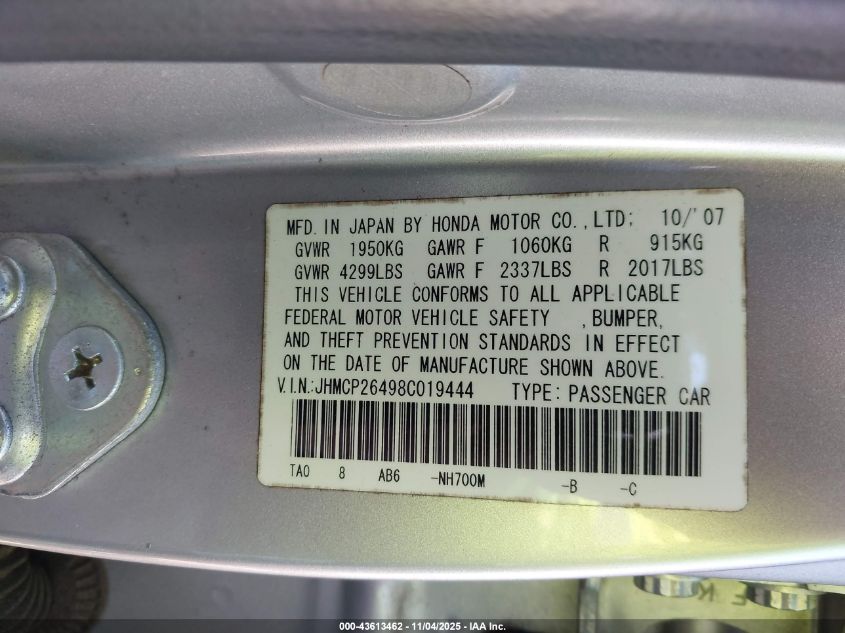 MFD. IN JAPAN BY HONDA MOTOR CO.,LTD; 10/'07
GVWR 1950KG GAWR F 1060KG R 915KG
GVWR 4299LBS GAWR F 2337LBS R 2017LBS
THIS VEHICLE CONFORMS TO ALL APPLICABLE
FEDERAL MOTOR VEHICLE SAFETY ,BUMPER,
AND THEFT PREVENTION STANDARDS IN EFFECT
ON THE DATE OF MANUFACTURE SHOWN ABOVE.
V.I.N.:JHMCP26498C019444 TYPE: PASSENGER CAR
TA0 8 AB6 -NH700M -B -C
000-43613462 - 11/04/2025 - IAA Inc.